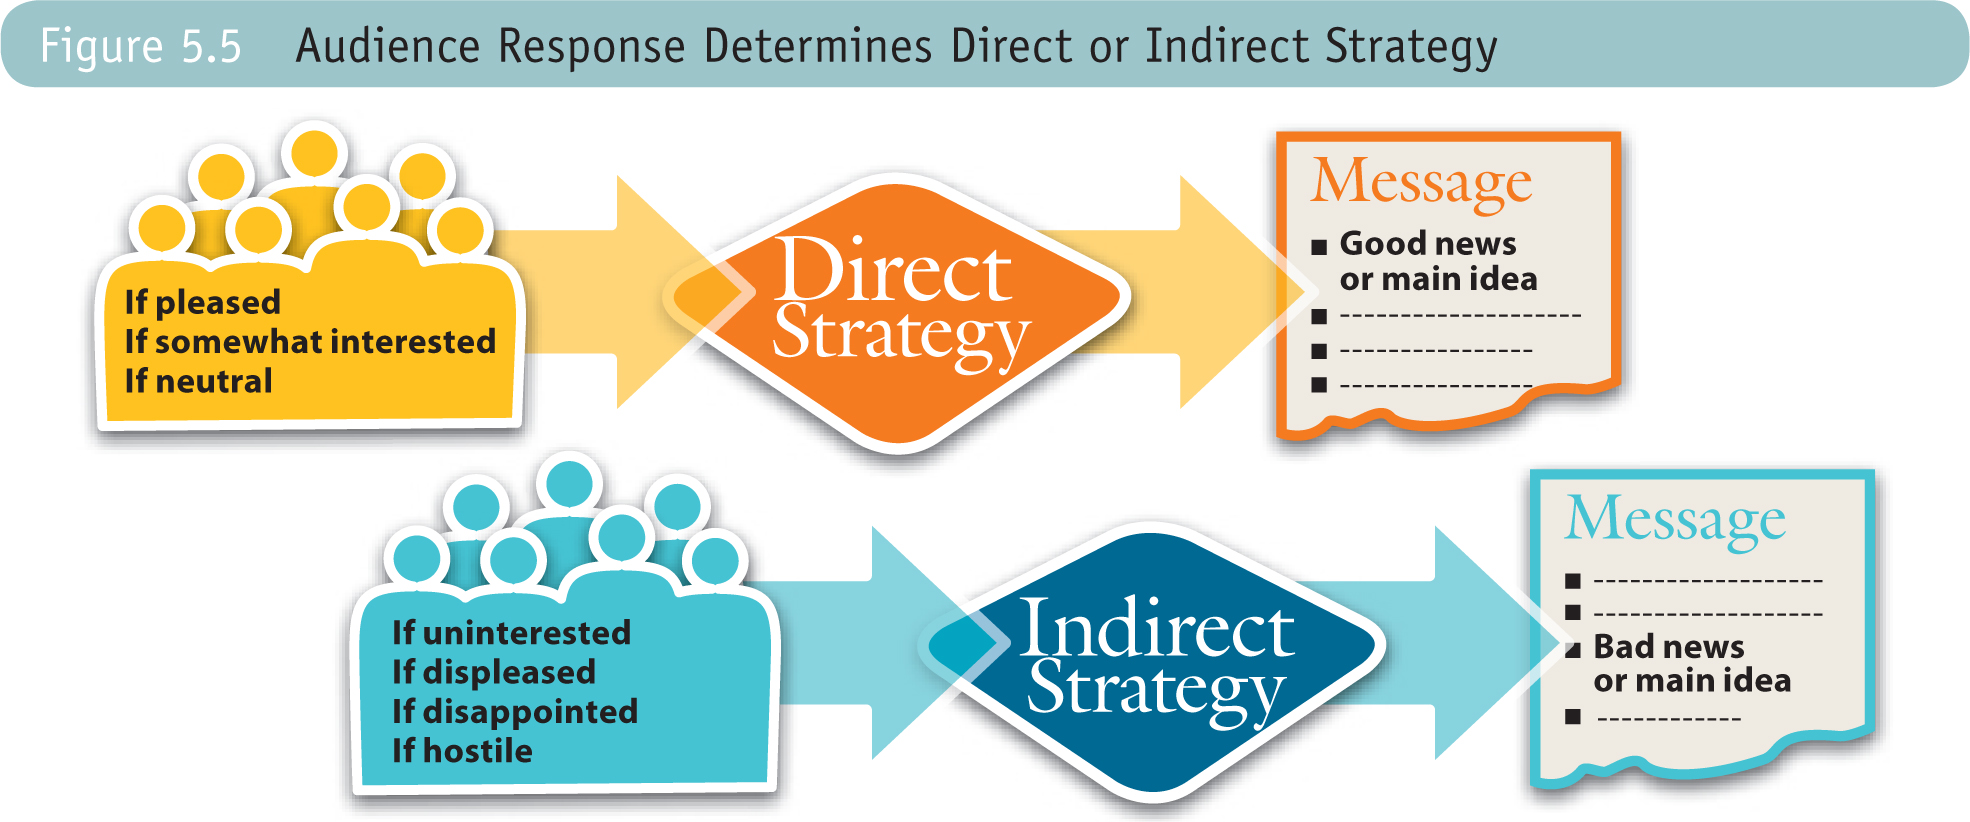 Figure 5.5 Audience Response Determines Direct or Indirect Strategy
If pleased
If somewhat interested
If neutral
Direct
Strategy
Message
Good news
or main idea
If uninterested
If displeased
If disappointed
If hostile
Indirect
Strategy
Message
Bad news
or main idea